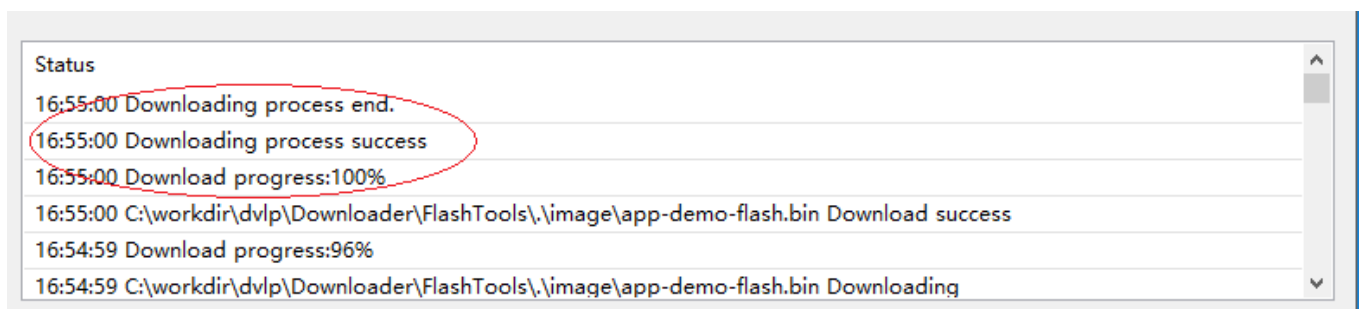 Status
16:55:00 Downloading process end.
16:55:00 Downloading process success
16:55:00 Download progress:100%
16:55:00 C:\workdir\dvlp\Downloader\FlashTools\.\image\app-demo-flash.bin Download success
16:54:59 Download progress:96%
16:54:59 C:\workdir\dvlp\Downloader\FlashTools\.\image\app-demo-flash.bin Downloading